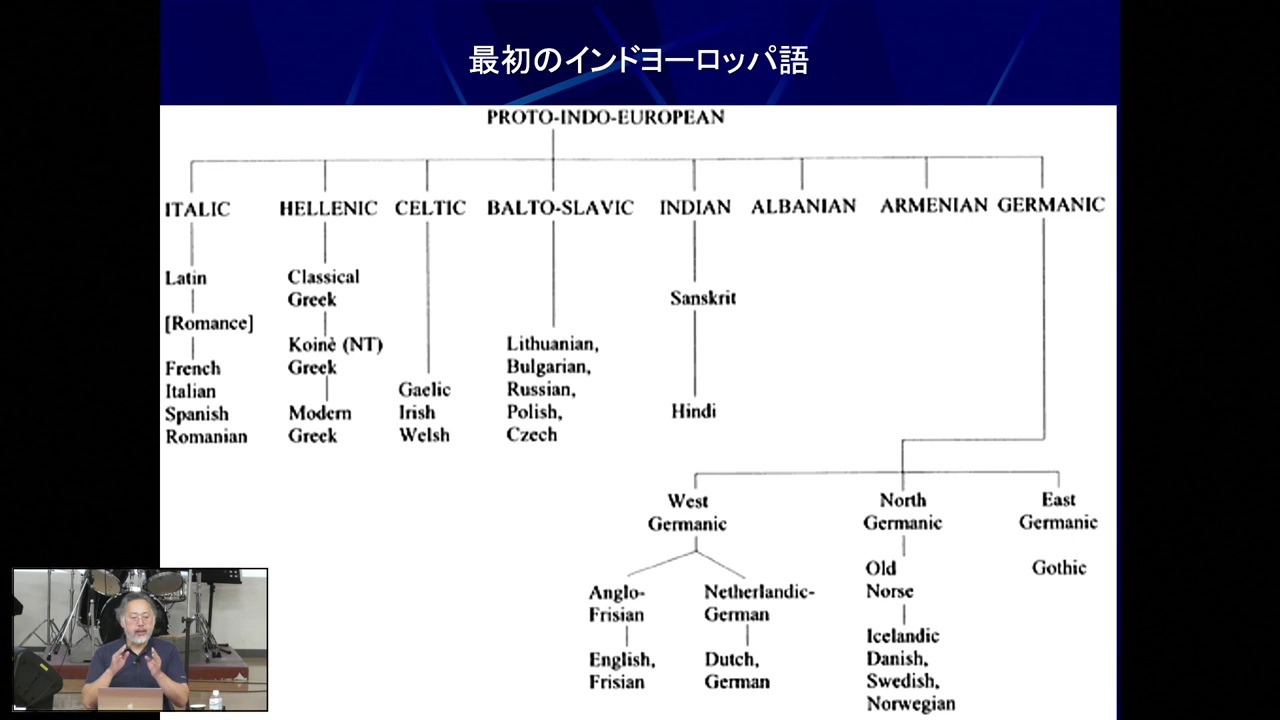 最初のインドヨーロッパ語
PROTO-INDO-EUROPEAN
ITALIC
HELLENIC
CELTIC
BALTO-SLAVIC
INDIAN
ALBANIAN
ARMENIAN
GERMANIC
Latin
[Romance]
French
Italian
Spanish
Romanian
Classical
Greek
Koinè (NT)
Greek
Modern
Greek
Gaelic
Irish
Welsh
Lithuanian,
Bulgarian,
Russian,
Polish,
Czech
Sanskrit
Hindi
West
Germanic
Anglo-
Frisian
English,
Frisian
Netherlandic-
German
Dutch,
German
North
Germanic
Old
Norse
Icelandic
Danish,
Swedish,
Norwegian
East
Germanic
Gothic